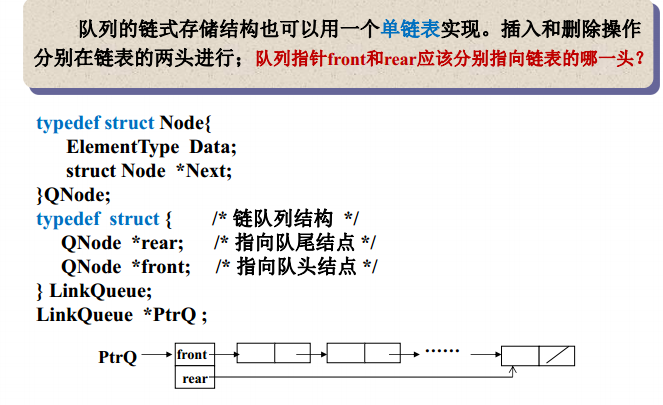 队列的链式存储结构也可以用一个单链表实现。插入和删除操作
分别在链表的两头进行；队列指针front和rear应该分别指向链表的哪一头？
typedef struct Node{
ElementType Data;
struct Node *Next;
}QNode;
typedef struct { /* 链队列结构 */
QNode *rear; /* 指向队尾结点 */
QNode *front; /* 指向队头结点 */
} LinkQueue;
LinkQueue *PtrQ ;
PtrQ front ……
rear